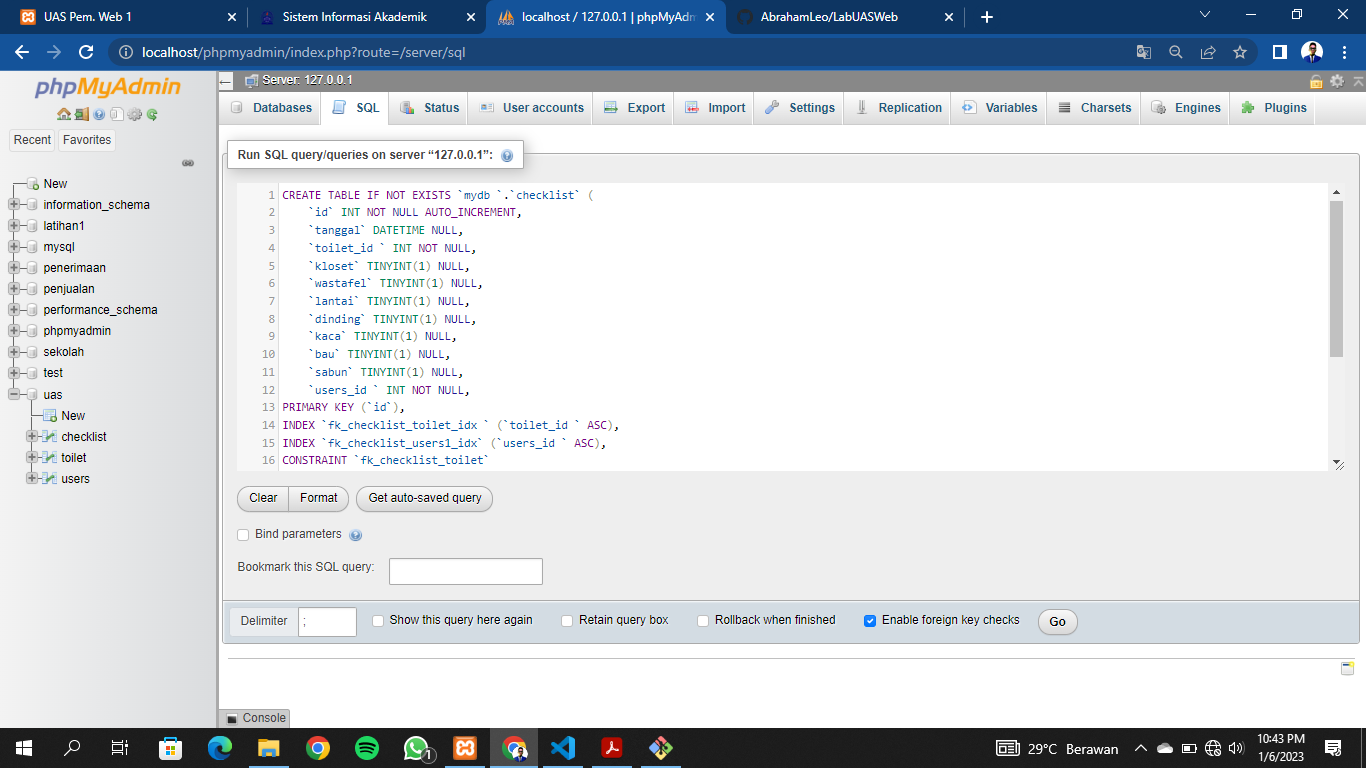 UAS Pem. Web 1
Sistem Informasi Akademik
localhost / 127.0.0.1 | phpMyAdm
AbrahamLeo/LabUASWeb
localhost/phpmyadmin/index.php?route=/server/sql
phpMyAdmin
Recent
Favorites
New
information_schema
latihan1
mysql
penerimaan
penjualan
performance_schema
phpmyadmin
sekolah
test
uas
New
checklist
toilet
users
Server: 127.0.0.1
Databases
SQL
Status
User accounts
Export
Import
Settings
Replication
Variables
Charsets
Engines
Plugins
Run SQL query/queries on server “127.0.0.1”:
1 CREATE TABLE IF NOT EXISTS `mydb `.`checklist` (
2 `id` INT NOT NULL AUTO_INCREMENT,
3 `tanggal` DATETIME NULL,
4 `toilet_id ` INT NOT NULL,
5 `kloset` TINYINT(1) NULL,
6 `wastafel` TINYINT(1) NULL,
7 `lantai` TINYINT(1) NULL,
8 `dinding` TINYINT(1) NULL,
9 `kaca` TINYINT(1) NULL,
10 `bau` TINYINT(1) NULL,
11 `sabun` TINYINT(1) NULL,
12 `users_id ` INT NOT NULL,
13 PRIMARY KEY (`id`),
14 INDEX `fk_checklist_toilet_idx ` (`toilet_id ` ASC),
15 INDEX `fk_checklist_users1_idx` (`users_id ` ASC),
16 CONSTRAINT `fk_checklist_toilet`
Clear
Format
Get auto-saved query
Bind parameters
Bookmark this SQL query:
Delimiter
;
Show this query here again
Retain query box
Rollback when finished
Enable foreign key checks
Go
Console
1
29°C Berawan
10:43 PM
1/6/2023